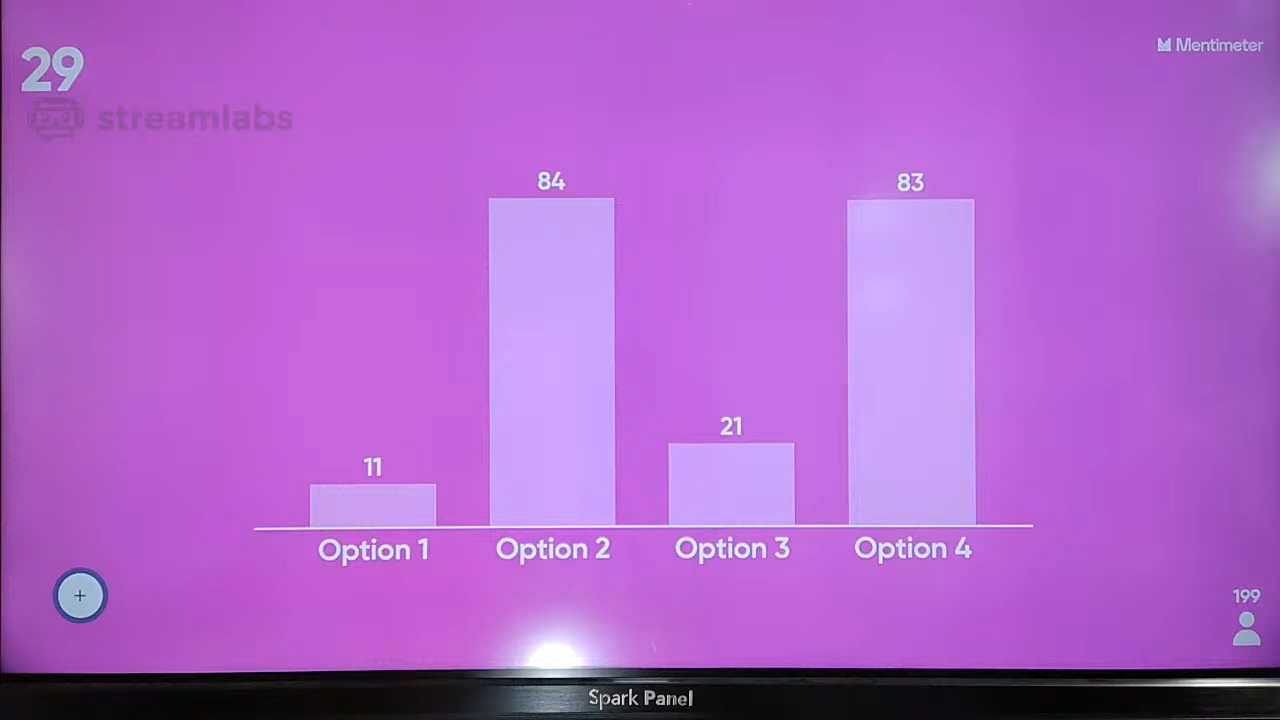 29
Mentimeter
streamlabs
84
83
21
11
Option 1
Option 2
Option 3
Option 4
+
199
Spark Panel